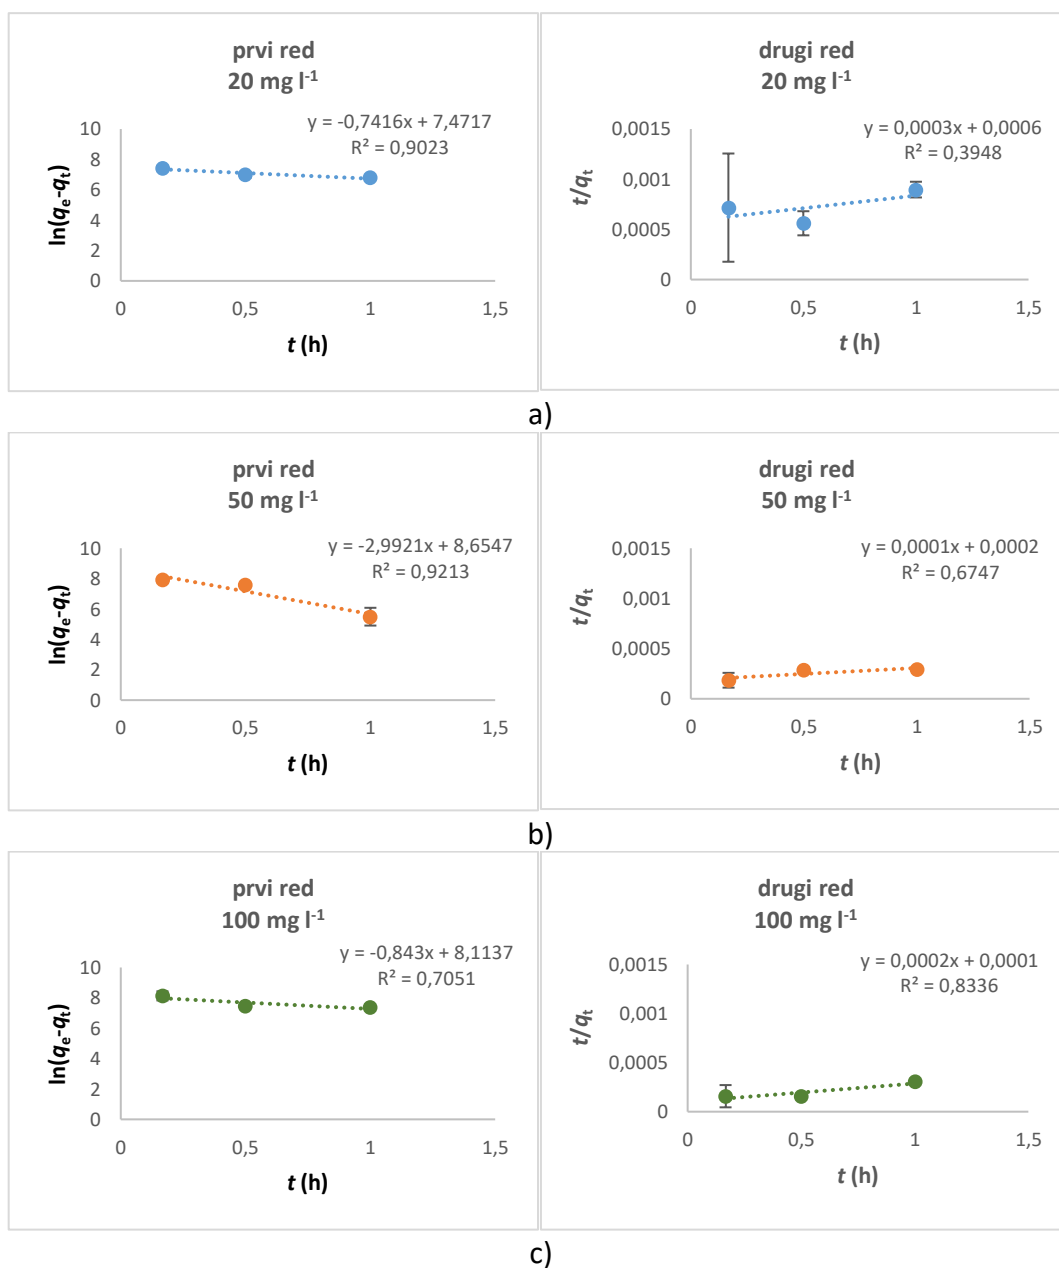 prvi red
20 mg l-1
y = -0,7416x + 7,4717
R² = 0,9023
ln(qe-qt)
10
8
6
4
2
0
0 0,5 1 1,5
t (h)
drugi red
20 mg l-1
y = 0,0003x + 0,0006
R² = 0,3948
t/qt
0,0015
0,001
0,0005
0
0 0,5 1 1,5
t (h)
a)
prvi red
50 mg l-1
y = -2,9921x + 8,6547
R² = 0,9213
ln(qe-qt)
10
8
6
4
2
0
0 0,5 1 1,5
t (h)
drugi red
50 mg l-1
y = 0,0001x + 0,0002
R² = 0,6747
t/qt
0,0015
0,001
0,0005
0
0 0,5 1 1,5
t (h)
b)
prvi red
100 mg l-1
y = -0,843x + 8,1137
R² = 0,7051
ln(qe-qt)
10
8
6
4
2
0
0 0,5 1 1,5
t (h)
drugi red
100 mg l-1
y = 0,0002x + 0,0001
R² = 0,8336
t/qt
0,0015
0,001
0,0005
0
0 0,5 1 1,5
t (h)
c)